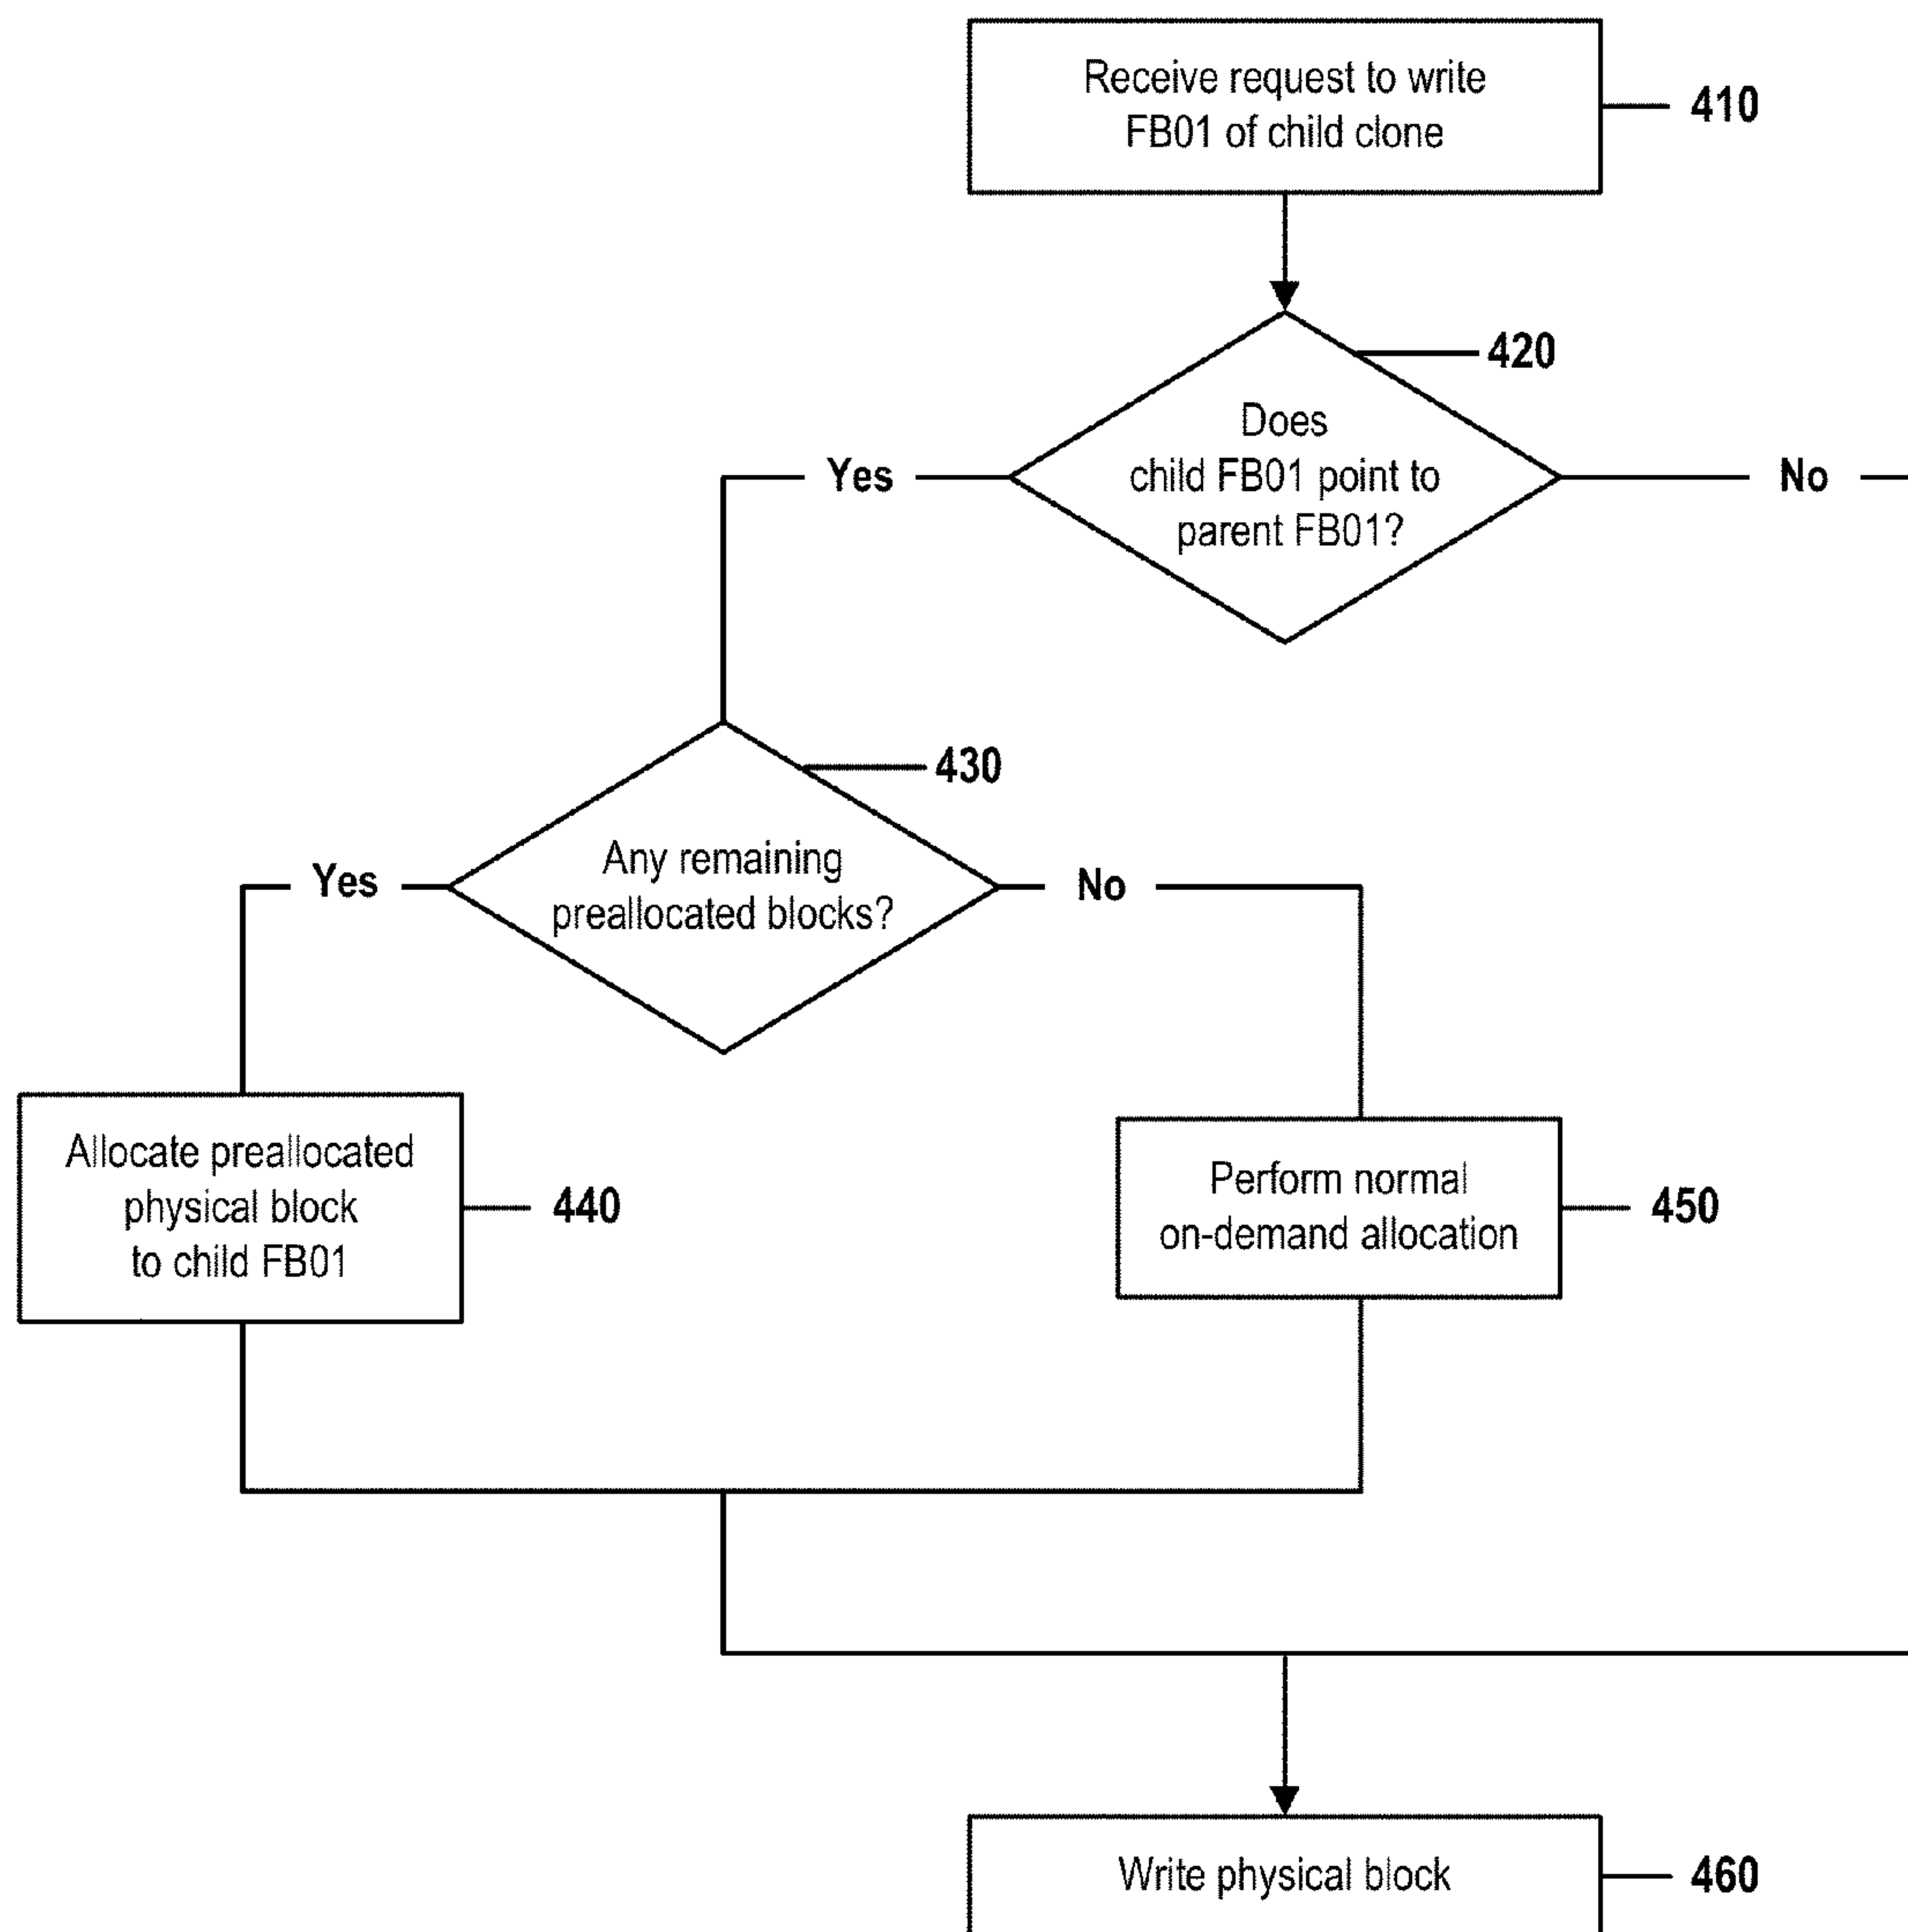 Receive request to write
FB01 of child clone
410
420
Does
child FB01 point to
parent FB01?
Yes
No
430
Any remaining
preallocated blocks?
Yes
No
Allocate preallocated
physical block
to child FB01
440
Perform normal
on-demand allocation
450
Write physical block
460